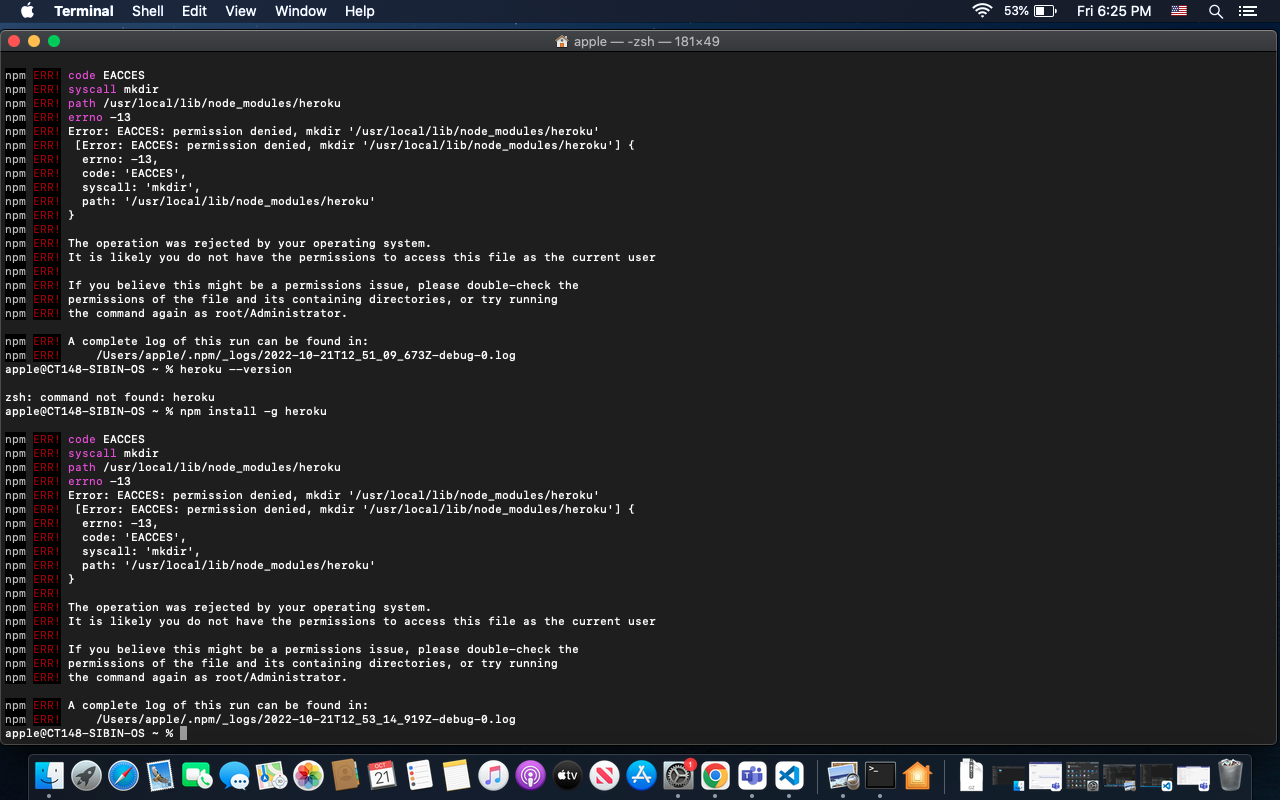 Terminal Shell Edit View Window Help 53% Fri 6:25 PM
apple — -zsh — 181×49
npm ERR! code EACCES
npm ERR! syscall mkdir
npm ERR! path /usr/local/lib/node_modules/heroku
npm ERR! errno -13
npm ERR! Error: EACCES: permission denied, mkdir '/usr/local/lib/node_modules/heroku'
npm ERR!  [Error: EACCES: permission denied, mkdir '/usr/local/lib/node_modules/heroku'] {
npm ERR!   errno: -13,
npm ERR!   code: 'EACCES',
npm ERR!   syscall: 'mkdir',
npm ERR!   path: '/usr/local/lib/node_modules/heroku'
npm ERR! }
npm ERR!
npm ERR! The operation was rejected by your operating system.
npm ERR! It is likely you do not have the permissions to access this file as the current user
npm ERR!
npm ERR! If you believe this might be a permissions issue, please double-check the
npm ERR! permissions of the file and its containing directories, or try running
npm ERR! the command again as root/Administrator.
npm ERR! A complete log of this run can be found in:
npm ERR!     /Users/apple/.npm/_logs/2022-10-21T12_51_09_673Z-debug-0.log
apple@CT148-SIBIN-OS ~ % heroku --version
zsh: command not found: heroku
apple@CT148-SIBIN-OS ~ % npm install -g heroku
npm ERR! code EACCES
npm ERR! syscall mkdir
npm ERR! path /usr/local/lib/node_modules/heroku
npm ERR! errno -13
npm ERR! Error: EACCES: permission denied, mkdir '/usr/local/lib/node_modules/heroku'
npm ERR!  [Error: EACCES: permission denied, mkdir '/usr/local/lib/node_modules/heroku'] {
npm ERR!   errno: -13,
npm ERR!   code: 'EACCES',
npm ERR!   syscall: 'mkdir',
npm ERR!   path: '/usr/local/lib/node_modules/heroku'
npm ERR! }
npm ERR!
npm ERR! The operation was rejected by your operating system.
npm ERR! It is likely you do not have the permissions to access this file as the current user
npm ERR!
npm ERR! If you believe this might be a permissions issue, please double-check the
npm ERR! permissions of the file and its containing directories, or try running
npm ERR! the command again as root/Administrator.
npm ERR! A complete log of this run can be found in:
npm ERR!     /Users/apple/.npm/_logs/2022-10-21T12_53_14_919Z-debug-0.log
apple@CT148-SIBIN-OS ~ %
OCT
21
tv
1